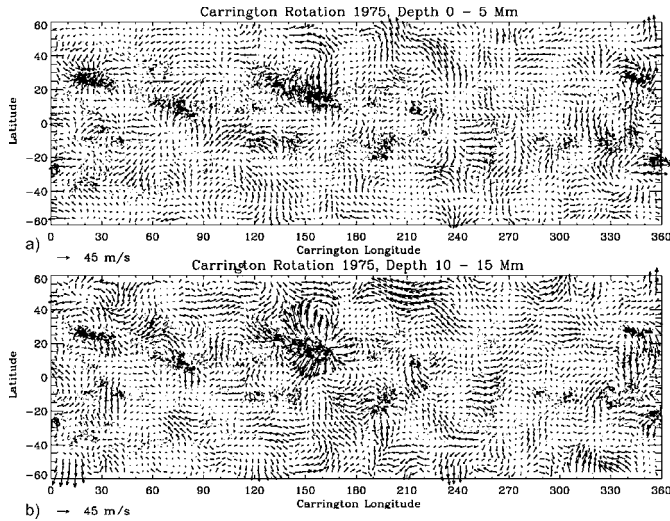 Carrington Rotation 1975, Depth 0 - 5 Mm
60
40
20
0
-20
-40
-60
Latitude
0 30 60 90 120 150 180 210 240 270 300 330 360
Carrington Longitude
a) → 45 m/s
Carrington Rotation 1975, Depth 10 - 15 Mm
60
40
20
0
-20
-40
-60
Latitude
0 30 60 90 120 150 180 210 240 270 300 330 360
Carrington Longitude
b) → 45 m/s